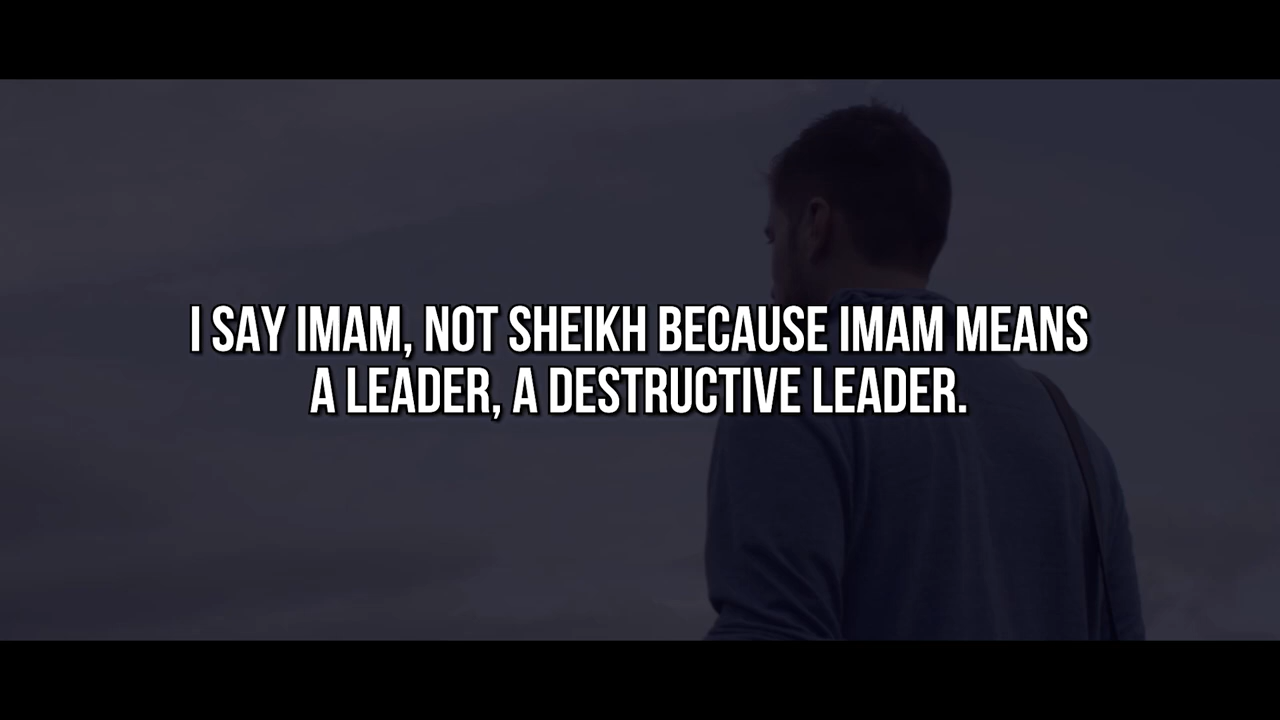 I SAY IMAM, NOT SHEIKH BECAUSE IMAM MEANS
A LEADER, A DESTRUCTIVE LEADER.